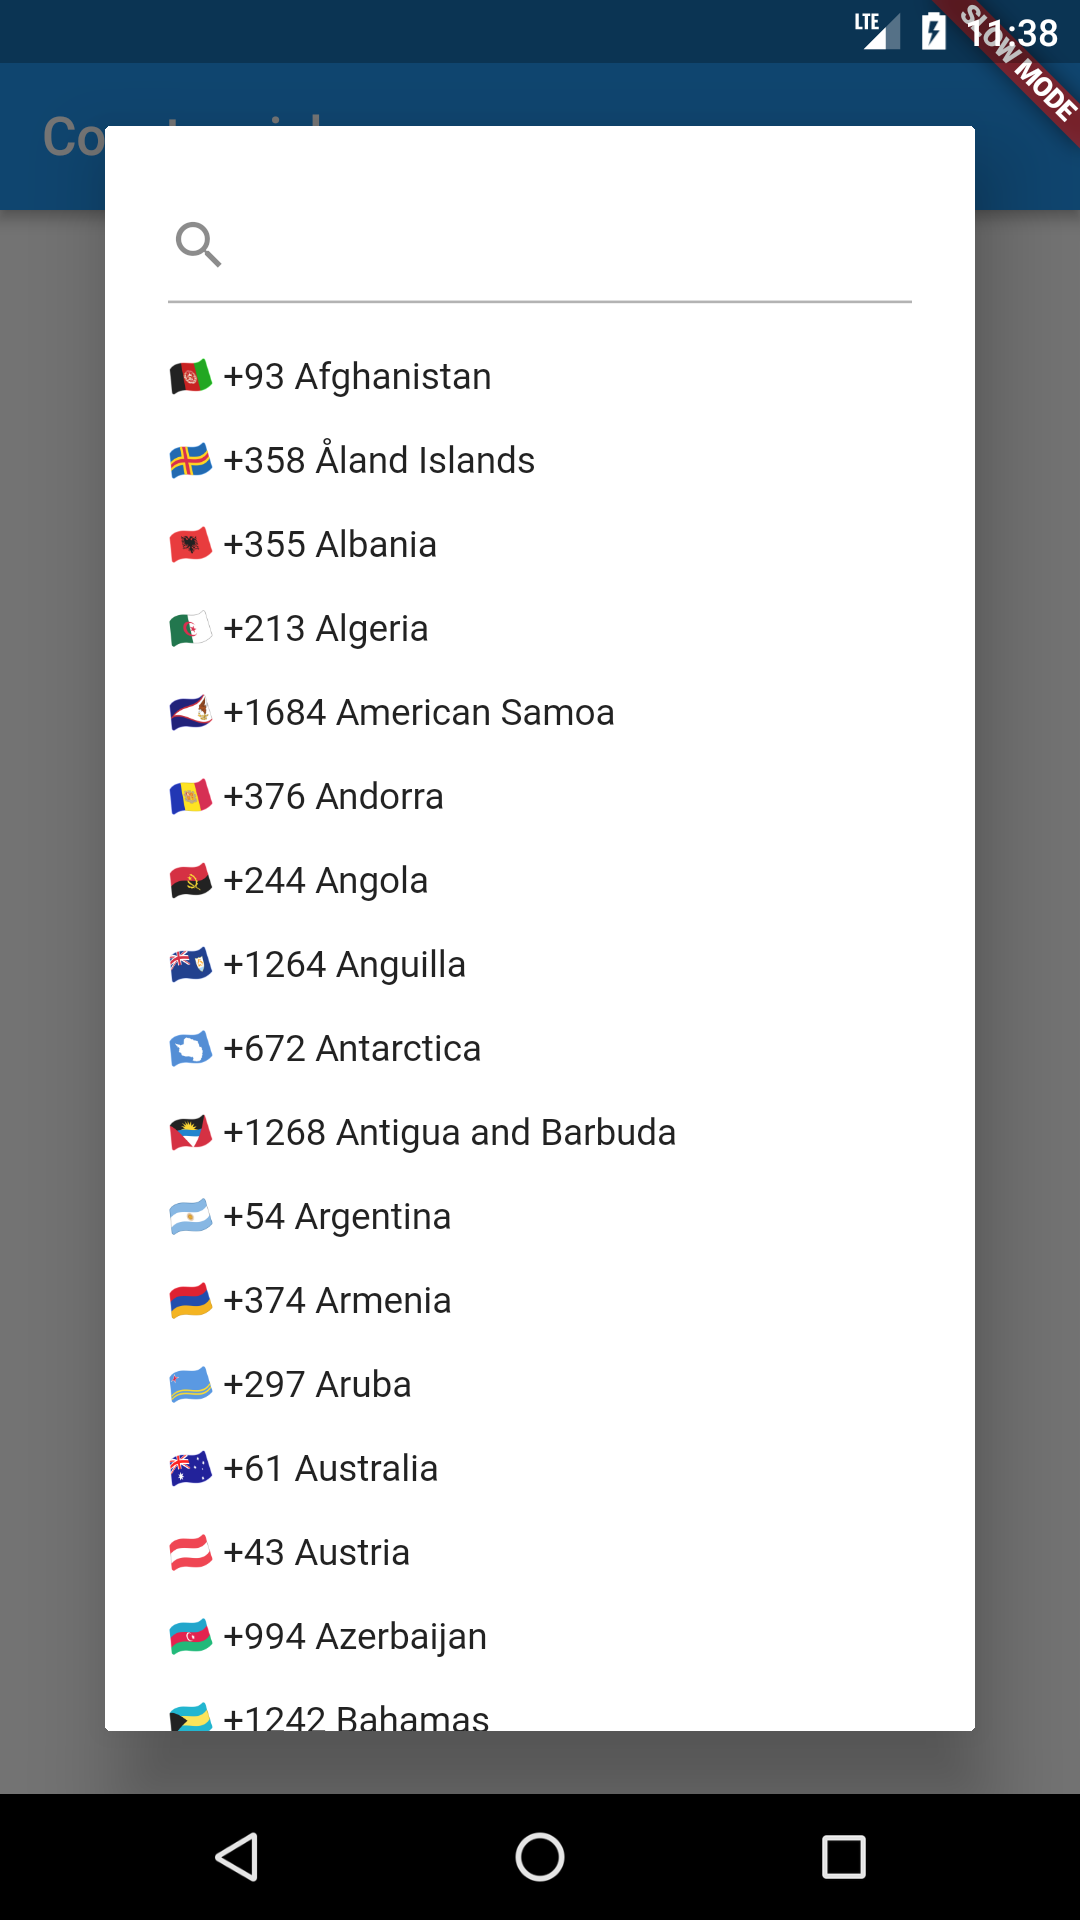 LTE 11:38
SLOW MODE
Co
+93 Afghanistan
+358 Åland Islands
+355 Albania
+213 Algeria
+1684 American Samoa
+376 Andorra
+244 Angola
+1264 Anguilla
+672 Antarctica
+1268 Antigua and Barbuda
+54 Argentina
+374 Armenia
+297 Aruba
+61 Australia
+43 Austria
+994 Azerbaijan
+1242 Bahamas